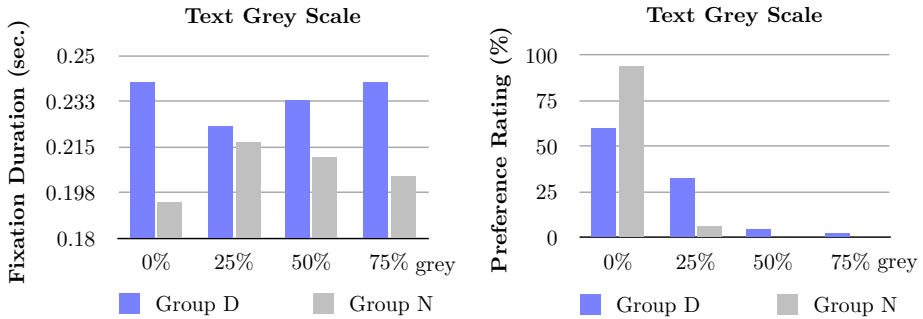 Text Grey Scale
Fixation Duration (sec.)
0.25
0.233
0.215
0.198
0.18
0%
25%
50%
75% grey
Group D
Group N
Text Grey Scale
Preference Rating (%)
100
75
50
25
0
0%
25%
50%
75% grey
Group D
Group N